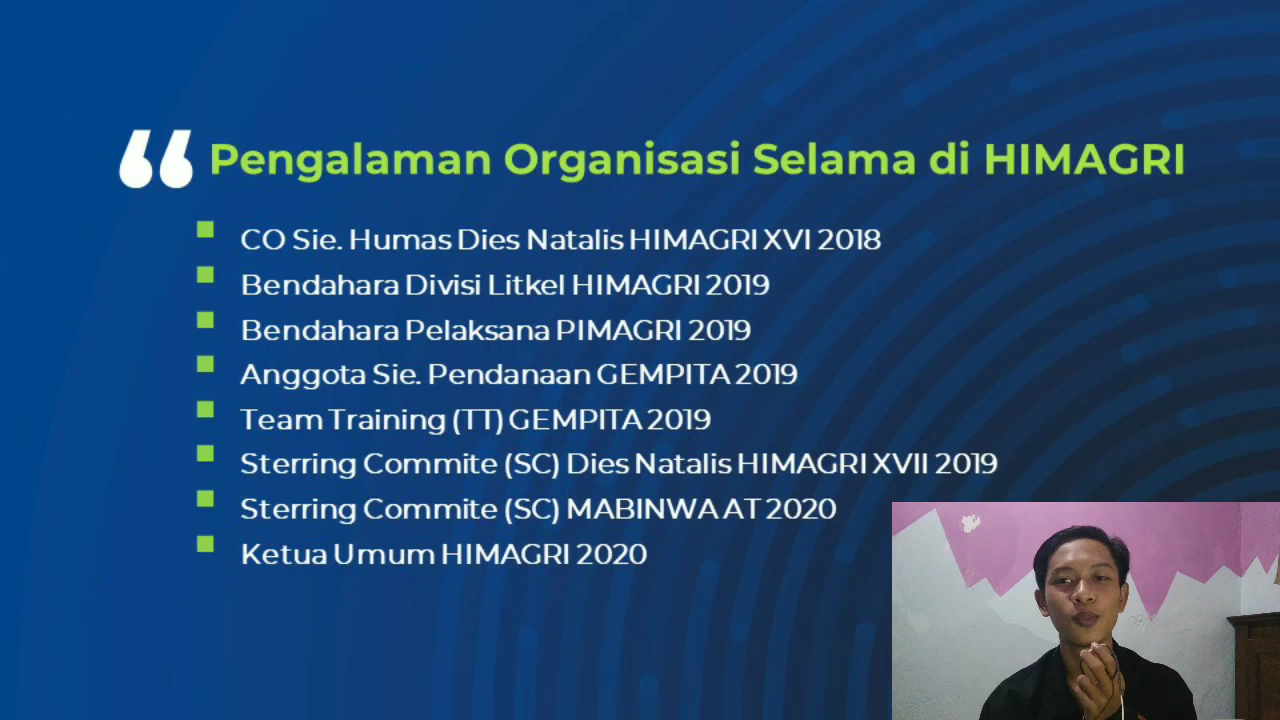 Pengalaman Organisasi Selama di HIMAGRI
CO Sie. Humas Dies Natalis HIMAGRI XVI 2018
Bendahara Divisi Litkel HIMAGRI 2019
Bendahara Pelaksana PIMAGRI 2019
Anggota Sie. Pendanaan GEMPITA 2019
Team Training (TT) GEMPITA 2019
Sterring Commite (SC) Dies Natalis HIMAGRI XVII 2019
Sterring Commite (SC) MABINWA AT 2020
Ketua Umum HIMAGRI 2020